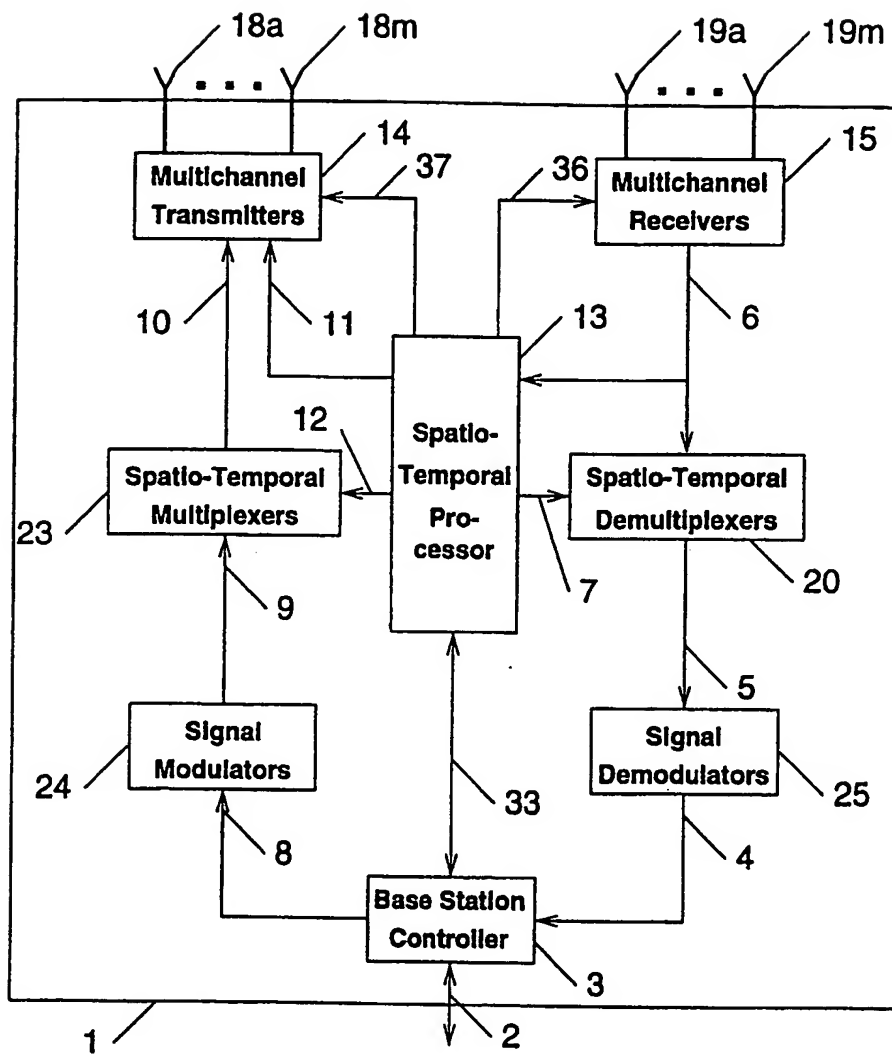 18a
18m
19a
19m
14
37
36
15
Multichannel
Transmitters
Multichannel
Receivers
10
11
13
6
12
Spatio-
Temporal
Pro-
cessor
Spatio-Temporal
Multiplexers
Spatio-Temporal
Demultiplexers
23
7
20
9
5
Signal
Modulators
Signal
Demodulators
24
8
33
25
4
Base Station
Controller
3
1
2